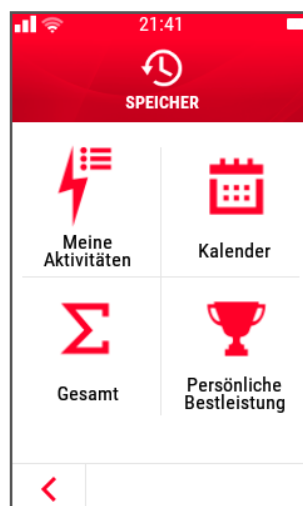 21:41
SPEICHER
Meine
Aktivitäten
Kalender
Gesamt
Persönliche
Bestleistung